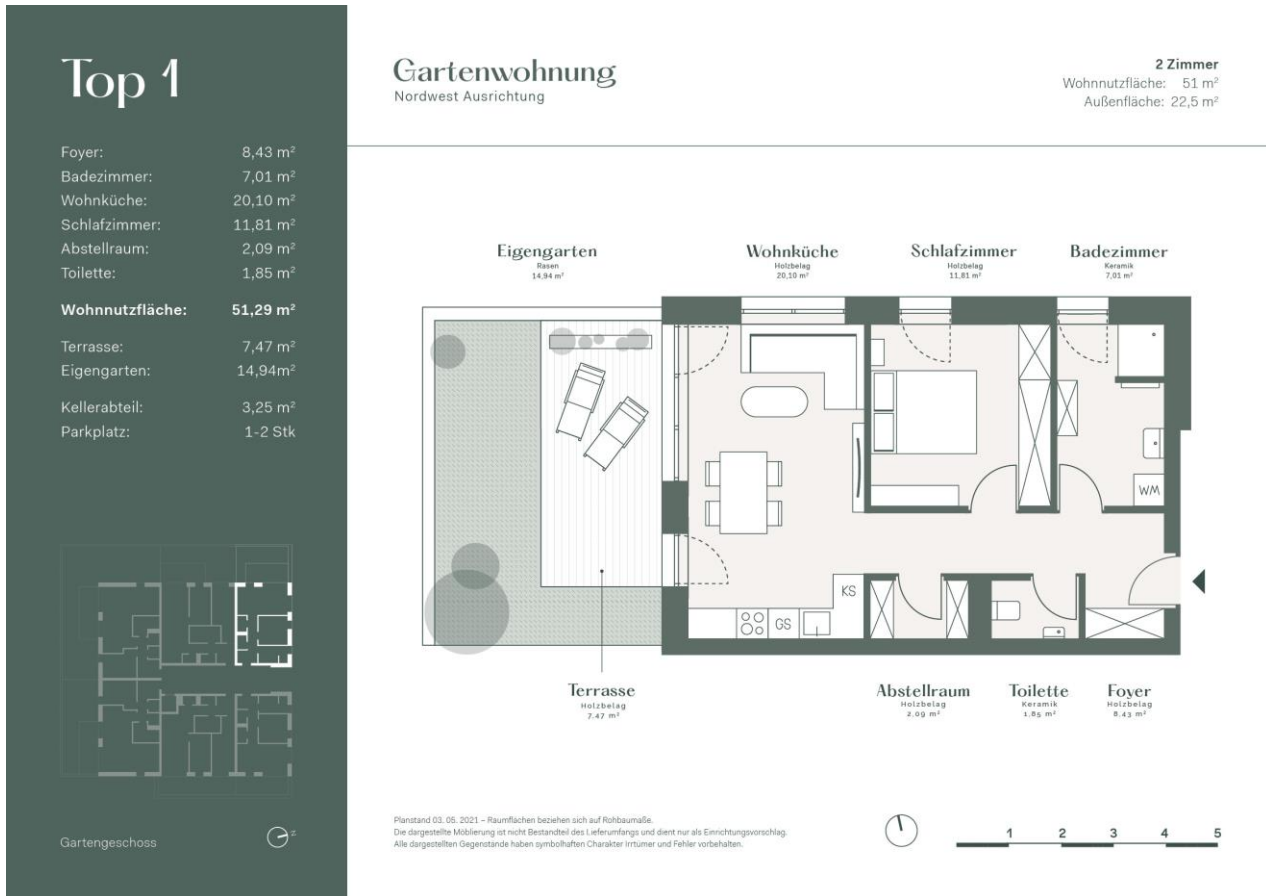 Top 1
Foyer: 8,43 m²
Badezimmer: 7,01 m²
Wohnküche: 20,10 m²
Schlafzimmer: 11,81 m²
Abstellraum: 2,09 m²
Toilette: 1,85 m²
Wohnnutzfläche: 51,29 m²
Terrasse: 7,47 m²
Eigengarten: 14,94m²
Kellerabteil: 3,25 m²
Parkplatz: 1-2 Stk
Gartengeschoss
N
Gartenwohnung
Nordwest Ausrichtung
2 Zimmer
Wohnnutzfläche: 51 m²
Außenfläche: 22,5 m²
Eigengarten
Rasen
14,94 m²
Wohnküche
Holzbelag
20,10 m²
Schlafzimmer
Holzbelag
11,81 m²
Badezimmer
Keramik
7,01 m²
WM
KS
GS
Terrasse
Holzbelag
7,47 m²
Abstellraum
Holzbelag
2,09 m²
Toilette
Keramik
1,85 m²
Foyer
Holzbelag
8,43 m²
Planstand 03. 05. 2021 – Raumflächen beziehen sich auf Rohbaumaße.
Die dargestellte Möblierung ist nicht Bestandteil des Lieferumfangs und dient nur als Einrichtungsvorschlag.
Alle dargestellten Gegenstände haben symbolhaften Charakter Irrtümer und Fehler vorbehalten.
1 2 3 4 5